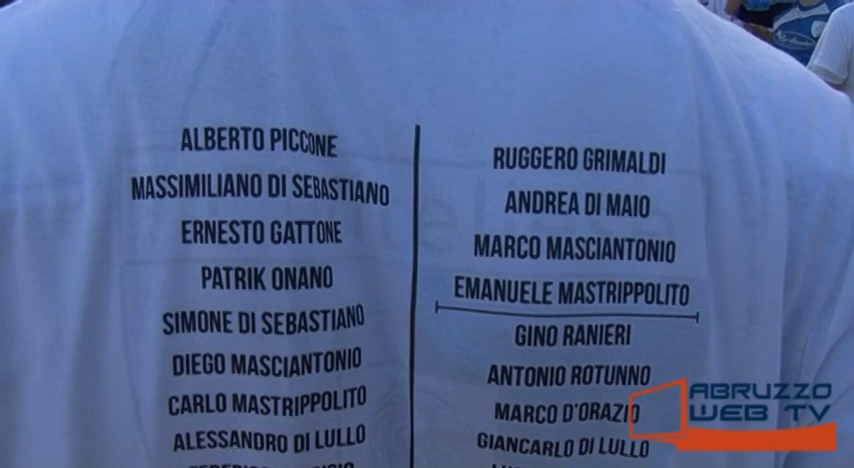 ALBERTO PICCONE
MASSIMILIANO DI SEBASTIANO
ERNESTO GATTONE
PATRIK ONANO
SIMONE DI SEBASTIANO
DIEGO MASCIANTONIO
CARLO MASTRIPPOLITO
ALESSANDRO DI LULLO
RUGGERO GRIMALDI
ANDREA DI MAIO
MARCO MASCIANTONIO
EMANUELE MASTRIPPOLITO
GINO RANIERI
ANTONIO ROTUNNO
MARCO D'ORAZIO
GIANCARLO DI LULLO
ABRUZZO
WEB TV